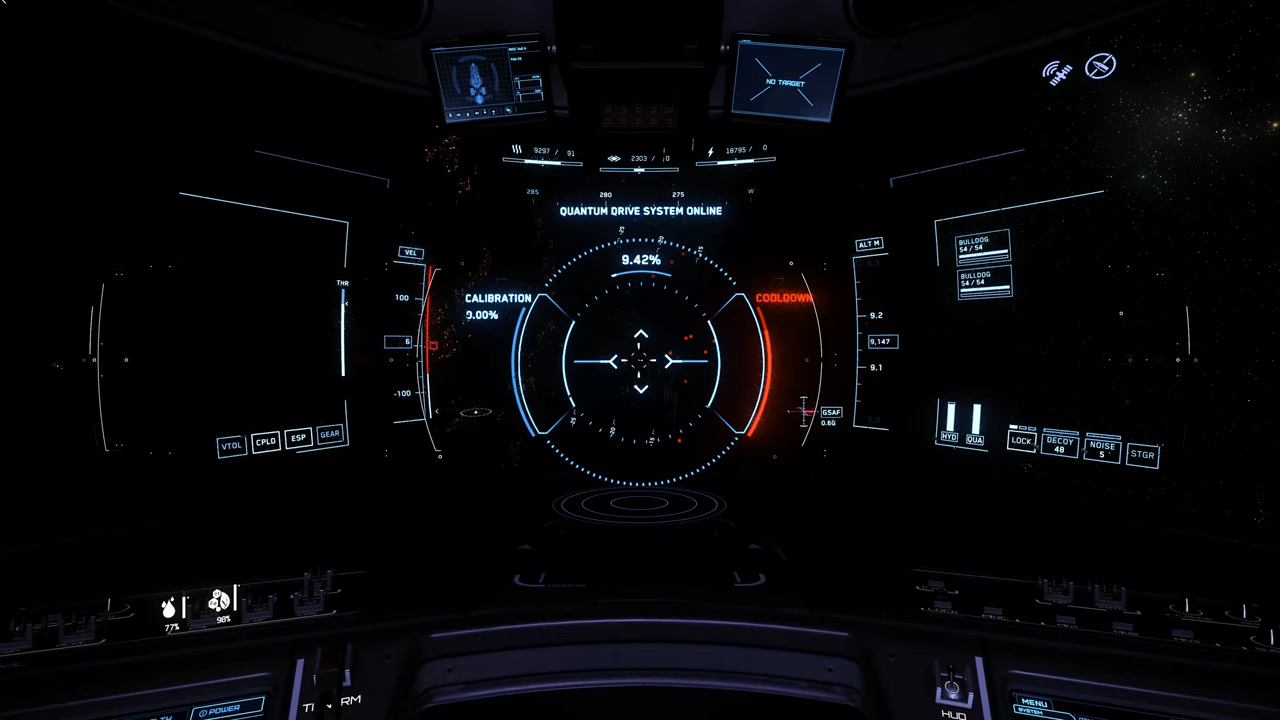 NO TARGET
9297 / 91
2303 / 0
18795 / 0
285
280
275
W
QUANTUM DRIVE SYSTEM ONLINE
9.42%
VEL
ALT M
BULLDOG
54 / 54
BULLDOG
54 / 54
THR
CALIBRATION
0.00%
COOLDOWN
100
6
-100
9.2
9,147
9.1
GSAF
0.6G
VTOL
CPLD
ESP
GEAR
HYD
QUA
LOCK
DECOY
48
NOISE
5
STGR
77%
98%
POWER
HUD
MENU
SYSTEM